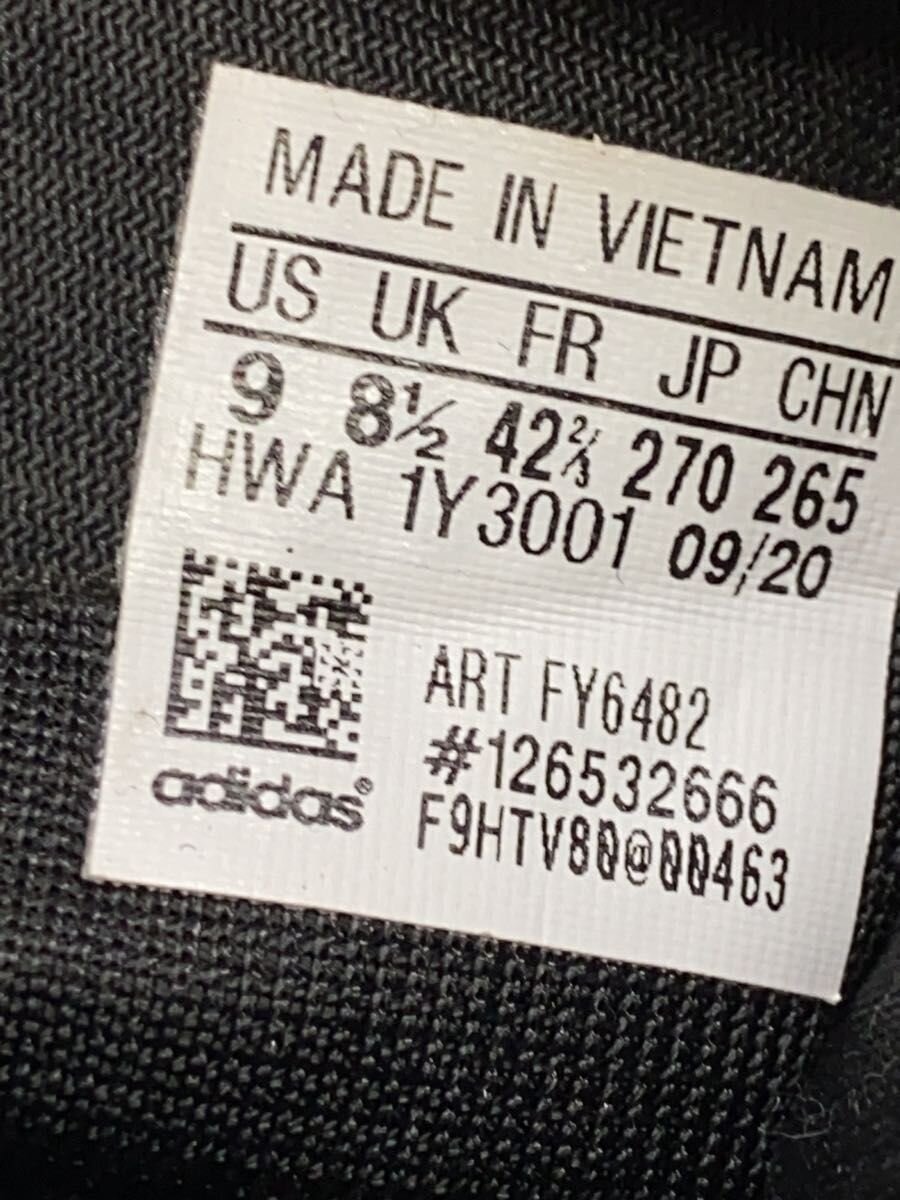 MADE IN VIETNAM
US UK FR JP CHN
9 8½ 42⅔ 270 265
HWA 1Y3001 09/20
ART FY6482
#126532666
F9HTV80@00463
adidas®